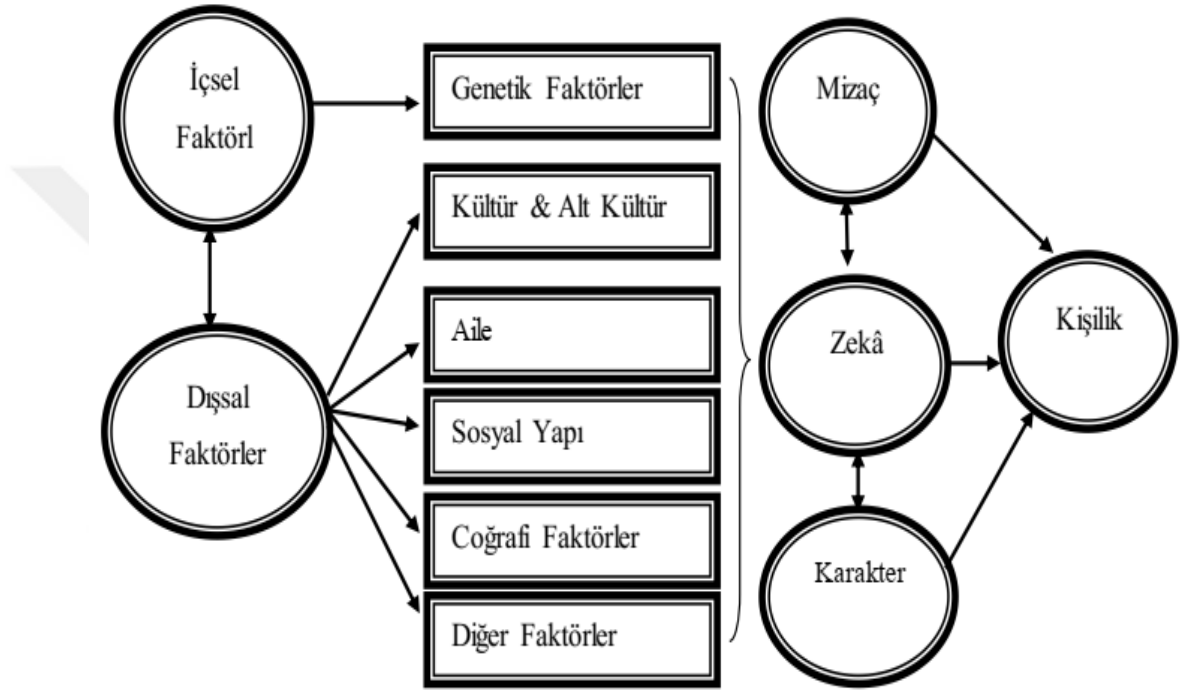 İçsel
Faktörl
Genetik Faktörler
Kültür & Alt Kültür
Aile
Dışsal
Faktörler
Sosyal Yapı
Coğrafi Faktörler
Diğer Faktörler
Mizaç
Zekâ
Karakter
Kişilik